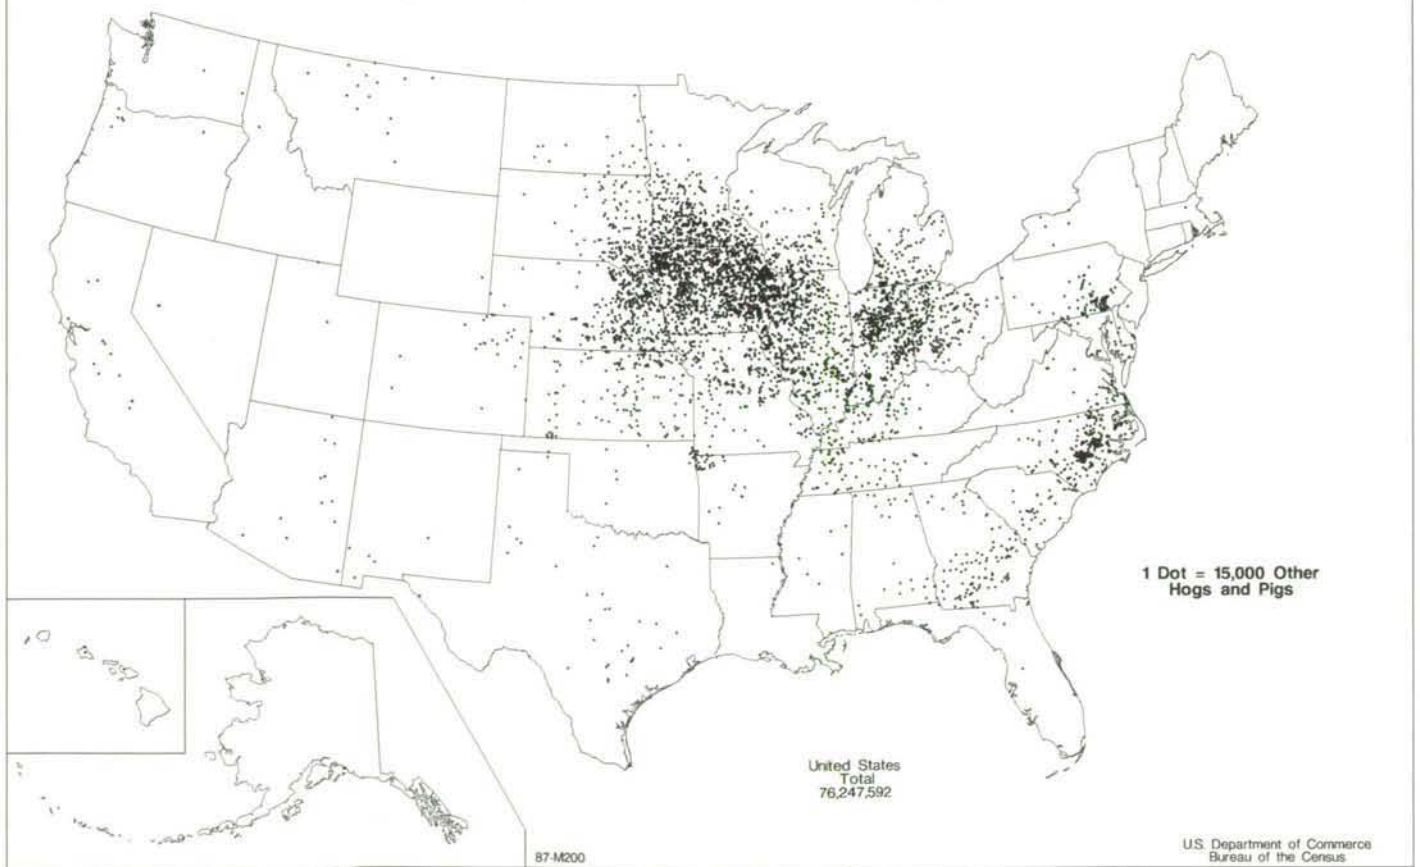 1 Dot = 15,000 Other
Hogs and Pigs
United States
Total
76,247,592
87-M200
U.S. Department of Commerce
Bureau of the Census